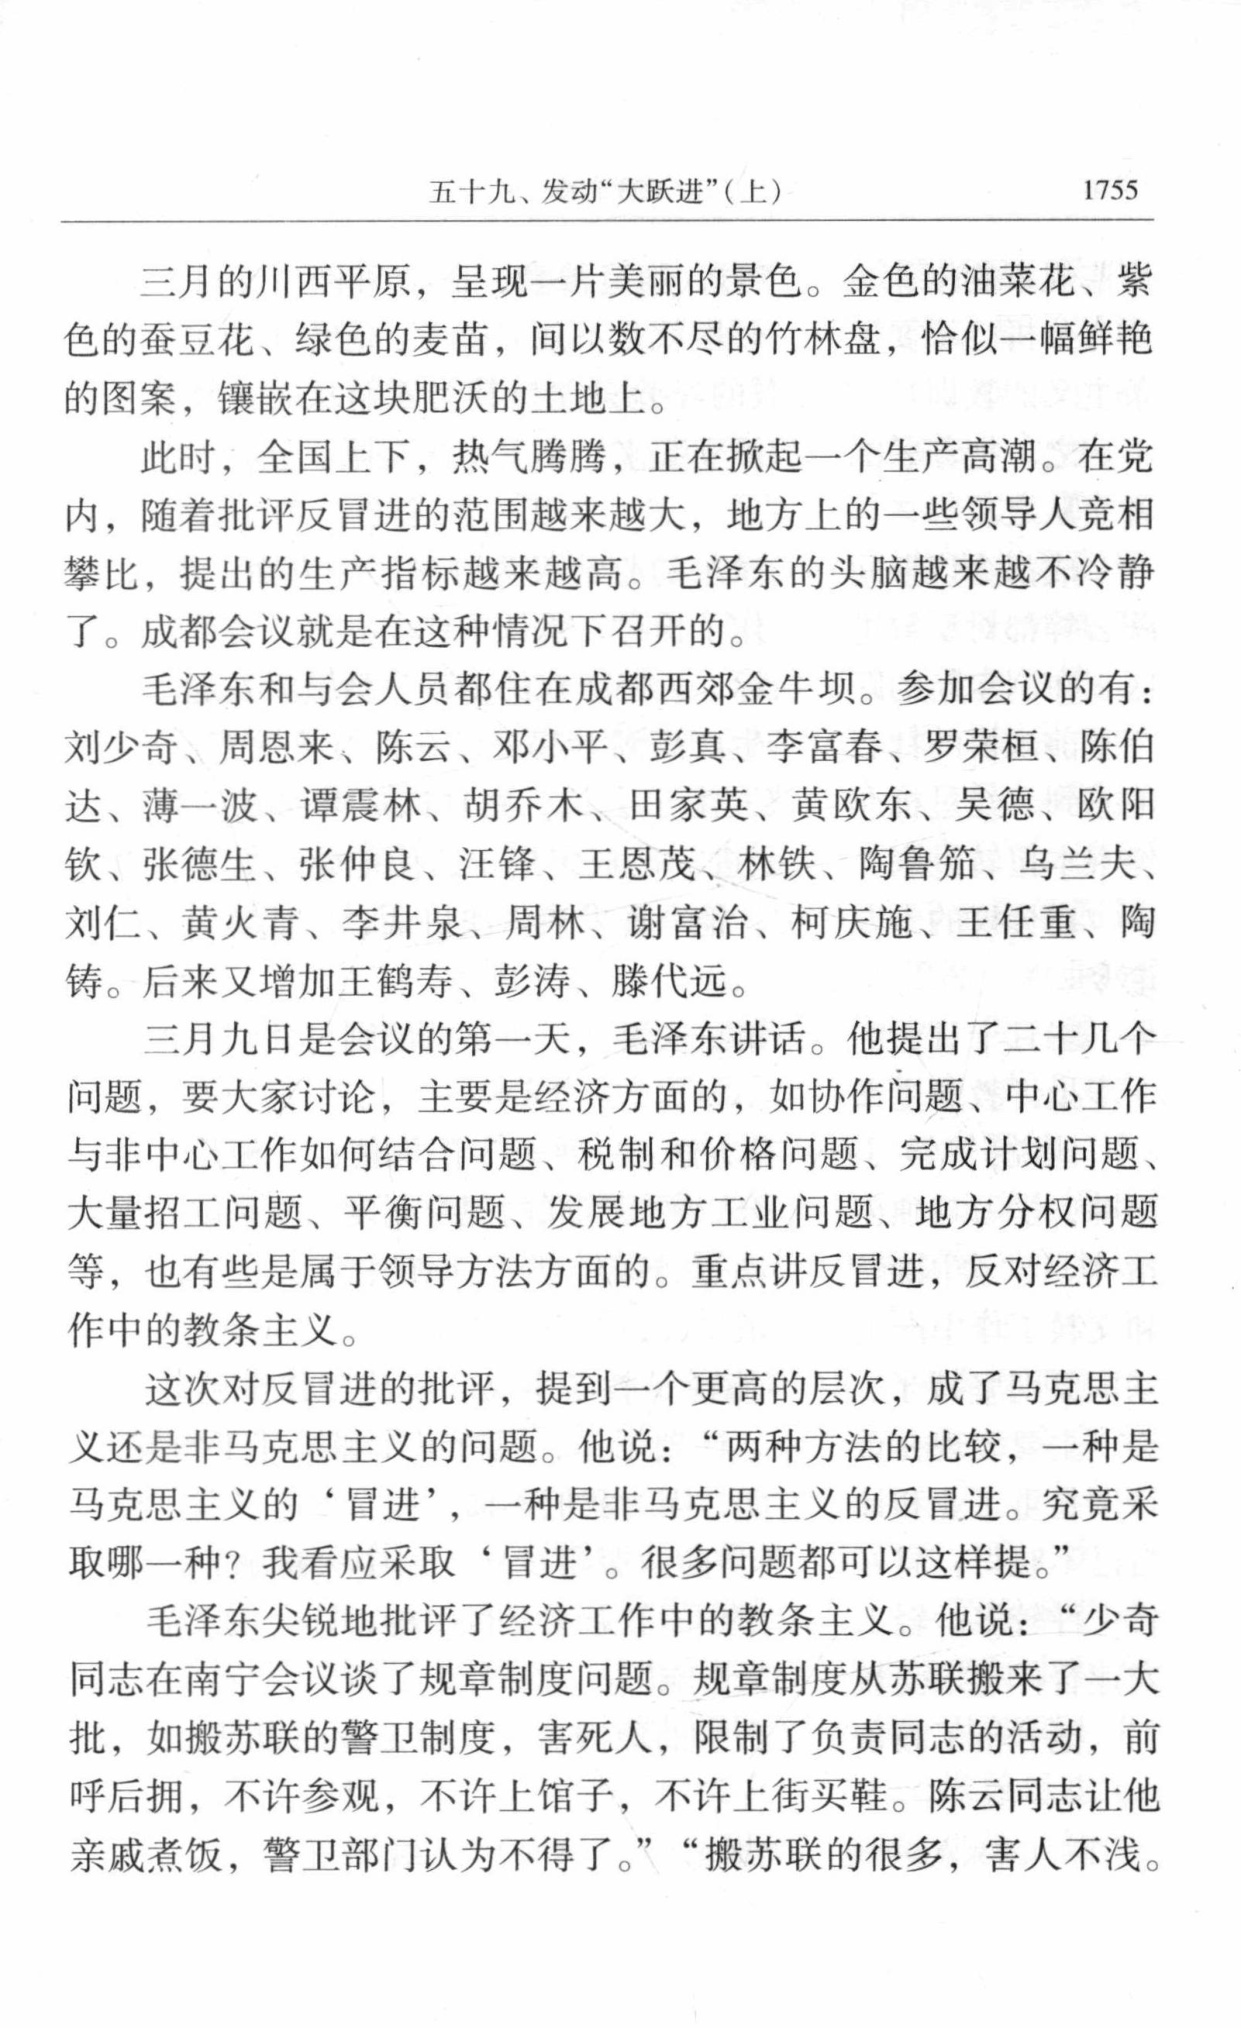 五十九、发动“大跃进”（上） 1755
三月的川西平原，呈现一片美丽的景色。金色的油菜花、紫
色的蚕豆花、绿色的麦苗，间以数不尽的竹林盘，恰似一幅鲜艳
的图案，镶嵌在这块肥沃的土地上。
此时，全国上下，热气腾腾，正在掀起一个生产高潮。在党
内，随着批评反冒进的范围越来越大，地方上的一些领导人竞相
攀比，提出的生产指标越来越高。毛泽东的头脑越来越不冷静
了。成都会议就是在这种情况下召开的。
毛泽东和与会人员都住在成都西郊金牛坝。参加会议的有：
刘少奇、周恩来、陈云、邓小平、彭真、李富春、罗荣桓、陈伯
达、薄一波、谭震林、胡乔木、田家英、黄欧东、吴德、欧阳
钦、张德生、张仲良、汪锋、王恩茂、林铁、陶鲁笳、乌兰夫、
刘仁、黄火青、李井泉、周林、谢富治、柯庆施、王任重、陶
铸。后来又增加王鹤寿、彭涛、滕代远。
三月九日是会议的第一天，毛泽东讲话。他提出了二十几个
问题，要大家讨论，主要是经济方面的，如协作问题、中心工作
与非中心工作如何结合问题、税制和价格问题、完成计划问题、
大量招工问题、平衡问题、发展地方工业问题、地方分权问题
等，也有些是属于领导方法方面的。重点讲反冒进，反对经济工
作中的教条主义。
这次对反冒进的批评，提到一个更高的层次，成了马克思主
义还是非马克思主义的问题。他说：“两种方法的比较，一种是
马克思主义的‘冒进’，一种是非马克思主义的反冒进。究竟采
取哪一种？我看应采取‘冒进’。很多问题都可以这样提。”
毛泽东尖锐地批评了经济工作中的教条主义。他说：“少奇
同志在南宁会议谈了规章制度问题。规章制度从苏联搬来了一大
批，如搬苏联的警卫制度，害死人，限制了负责同志的活动，前
呼后拥，不许参观，不许上馆子，不许上街买鞋。陈云同志让他
亲戚煮饭，警卫部门认为不得了。”“搬苏联的很多，害人不浅。